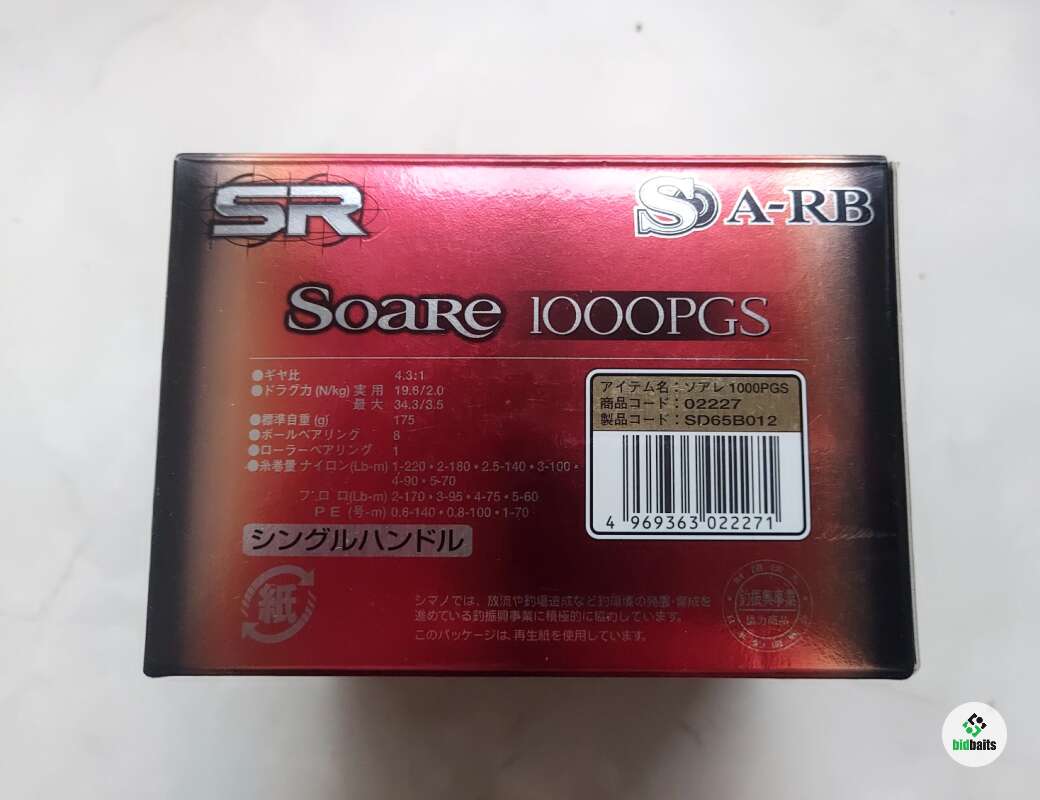 SR
S A-RB
Soare 1000PGS
●ギヤ比 4.3:1
●ドラグ力 (N/kg) 実用 19.6/2.0
最大 34.3/3.5
●標準自重 (g) 175
●ボールベアリング 8
●ローラーベアリング 1
●糸巻量 ナイロン(Lb-m) 1-220・2-180・2.5-140・3-100・
4-90・5-70
フロロ(Lb-m) 2-170・3-95・4-75・5-60
PE (号-m) 0.6-140・0.8-100・1-70
シングルハンドル
アイテム名:ソアレ 1000PGS
商品コード:02227
製品コード:SD65B012
4 969363 022271
紙
シマノでは、放流や釣場造成など釣環境の発展・育成を
進めている釣振興事業に積極的に協力しています。
このパッケージは、再生紙を使用しています。
釣振興事業
協力商品
bidbaits